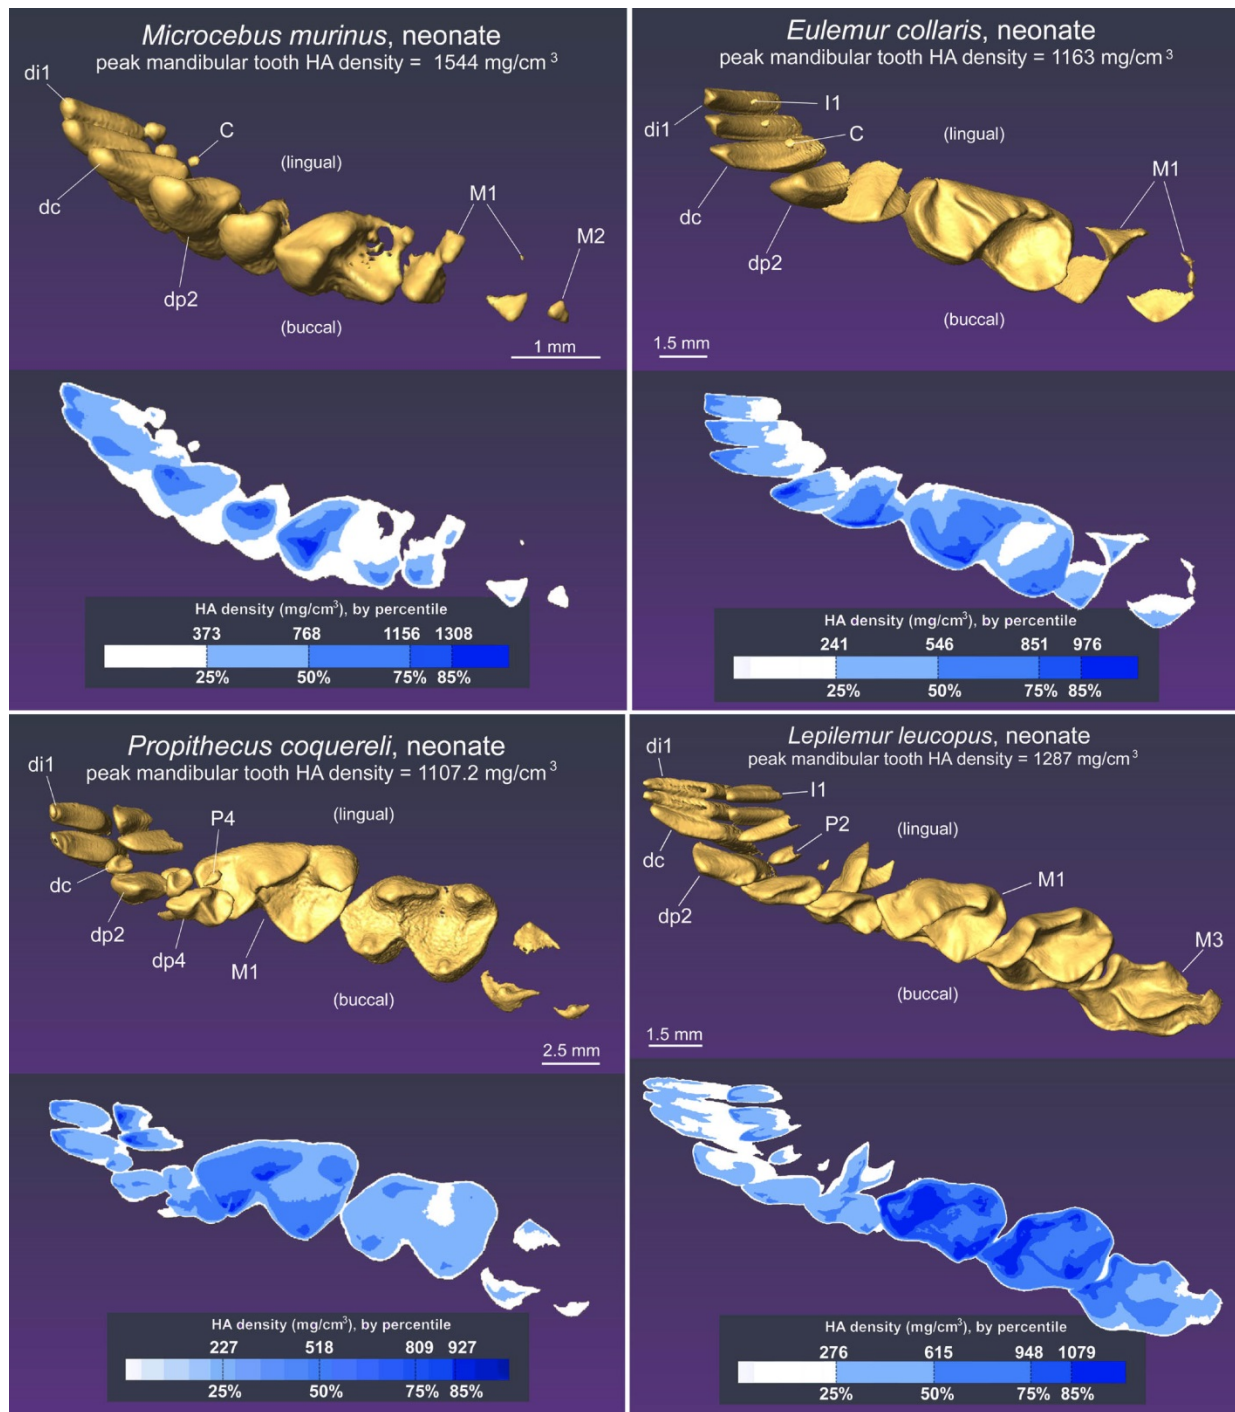 Microcebus murinus, neonate
peak mandibular tooth HA density = 1544 mg/cm³
di1
C
(lingual)
M1
M2
dc
dp2
(buccal)
1 mm
HA density (mg/cm³), by percentile
373 768 1156 1308
25% 50% 75% 85%
Eulemur collaris, neonate
peak mandibular tooth HA density = 1163 mg/cm³
I1
di1
C
(lingual)
M1
dc
dp2
(buccal)
1.5 mm
HA density (mg/cm³), by percentile
241 546 851 976
25% 50% 75% 85%
Propithecus coquereli, neonate
peak mandibular tooth HA density = 1107.2 mg/cm³
di1
P4
(lingual)
dc
dp2
dp4
M1
(buccal)
2.5 mm
HA density (mg/cm³), by percentile
227 518 809 927
25% 50% 75% 85%
Lepilemur leucopus, neonate
peak mandibular tooth HA density = 1287 mg/cm³
di1
I1
P2
(lingual)
dc
M1
dp2
M3
(buccal)
1.5 mm
HA density (mg/cm³), by percentile
276 615 948 1079
25% 50% 75% 85%